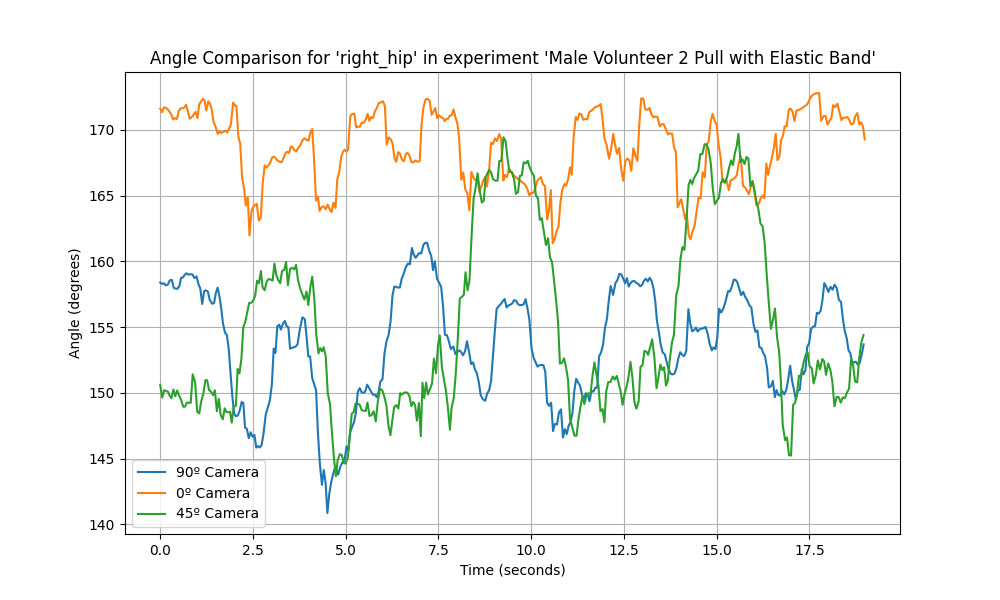 Angle Comparison for 'right_hip' in experiment 'Male Volunteer 2 Pull with Elastic Band'
Angle (degrees)
170
165
160
155
150
145
140
90º Camera
0º Camera
45º Camera
0.0 2.5 5.0 7.5 10.0 12.5 15.0 17.5
Time (seconds)